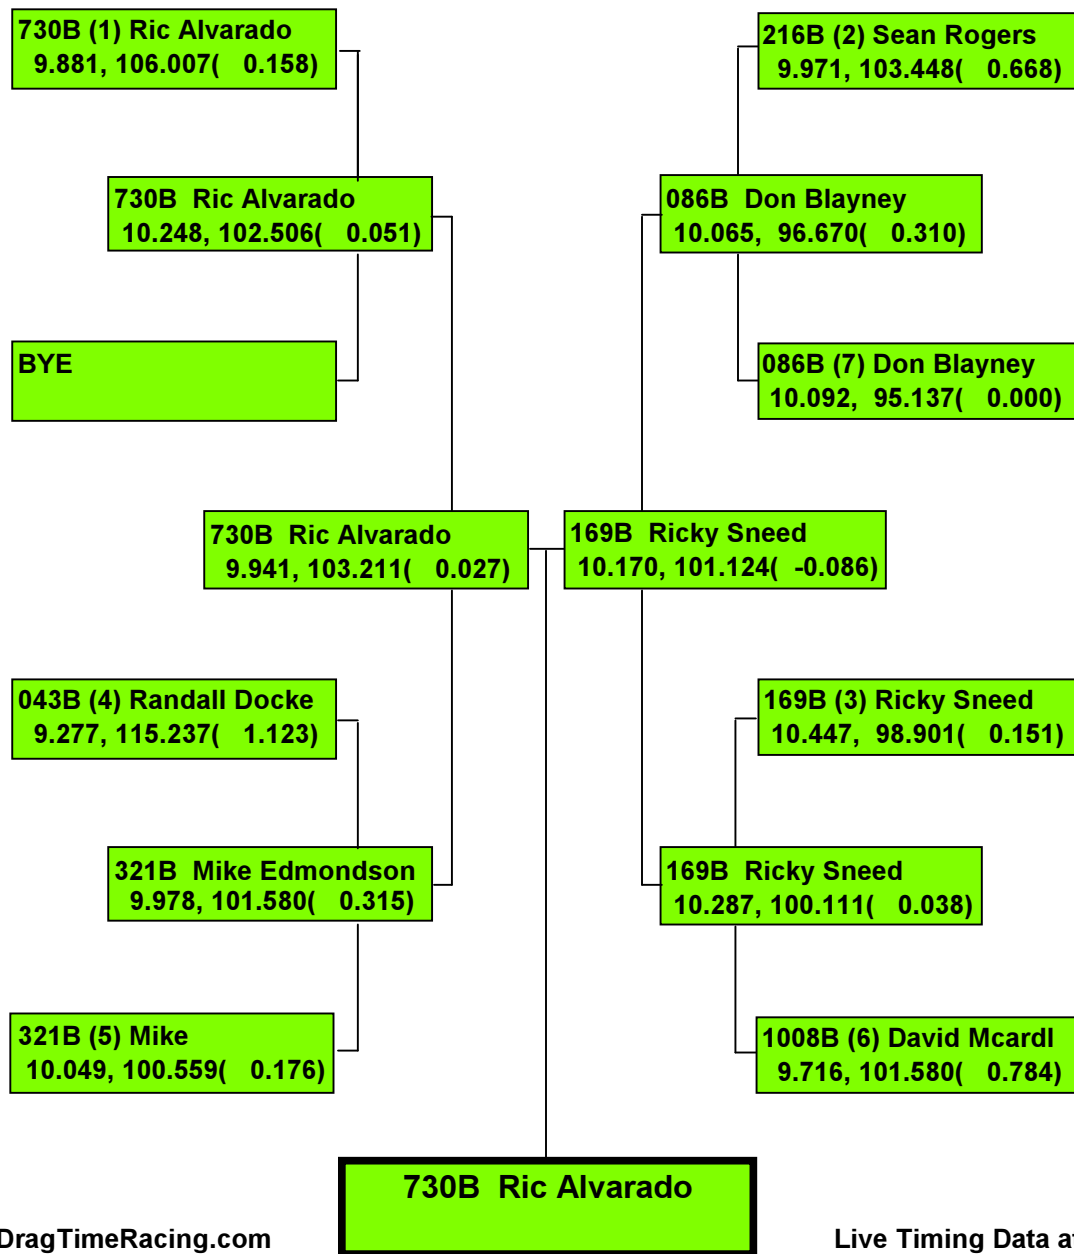 730B (1) Ric Alvarado
9.881, 106.007(   0.158)
216B (2) Sean Rogers
9.971, 103.448(   0.668)
730B  Ric Alvarado
10.248, 102.506(   0.051)
086B  Don Blayney
10.065,  96.670(   0.310)
BYE
086B (7) Don Blayney
10.092,  95.137(   0.000)
730B  Ric Alvarado
9.941, 103.211(   0.027)
169B  Ricky Sneed
10.170, 101.124(  -0.086)
043B (4) Randall Docke
9.277, 115.237(   1.123)
169B (3) Ricky Sneed
10.447,  98.901(   0.151)
321B  Mike Edmondson
9.978, 101.580(   0.315)
169B  Ricky Sneed
10.287, 100.111(   0.038)
321B (5) Mike
10.049, 100.559(   0.176)
1008B (6) David Mcardl
9.716, 101.580(   0.784)
730B  Ric Alvarado
DragTimeRacing.com
Live Timing Data at